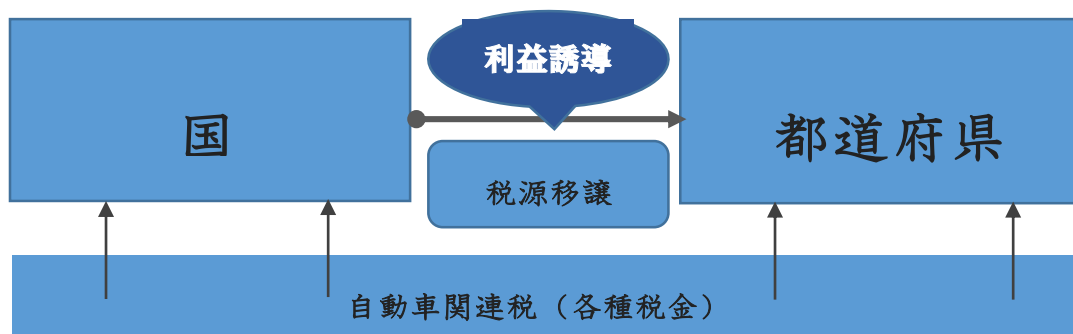 利益誘導
国
都道府県
税源移譲
自動車関連税（各種税金）